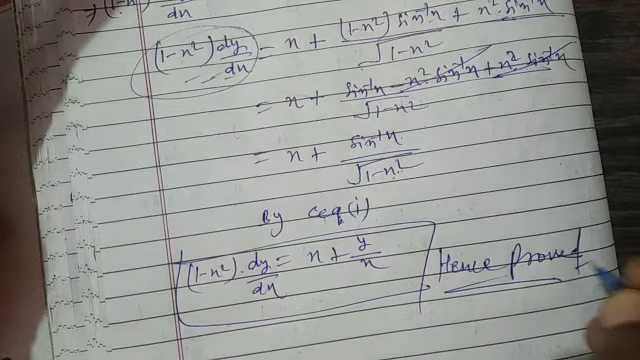 dx
(1-x²) dy/dx = x + ((1-x²) sin⁻¹x + x² · sin⁻¹x)/√(1-x²)
= x + (sin⁻¹x - x² sin⁻¹x + x² · sin⁻¹x)/√(1-x²)
= x + sin⁻¹x/√(1-x²)
By eq(i)
(1-x²) · dy/dx = x + y/x
Hence Proved